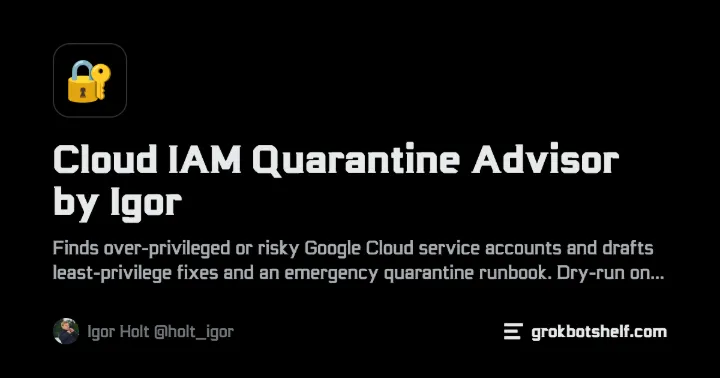 Cloud IAM Quarantine Advisor
by Igor
Finds over-privileged or risky Google Cloud service accounts and drafts
least-privilege fixes and an emergency quarantine runbook. Dry-run on...
Igor Holt @holt_igor
grokbotshelf.com